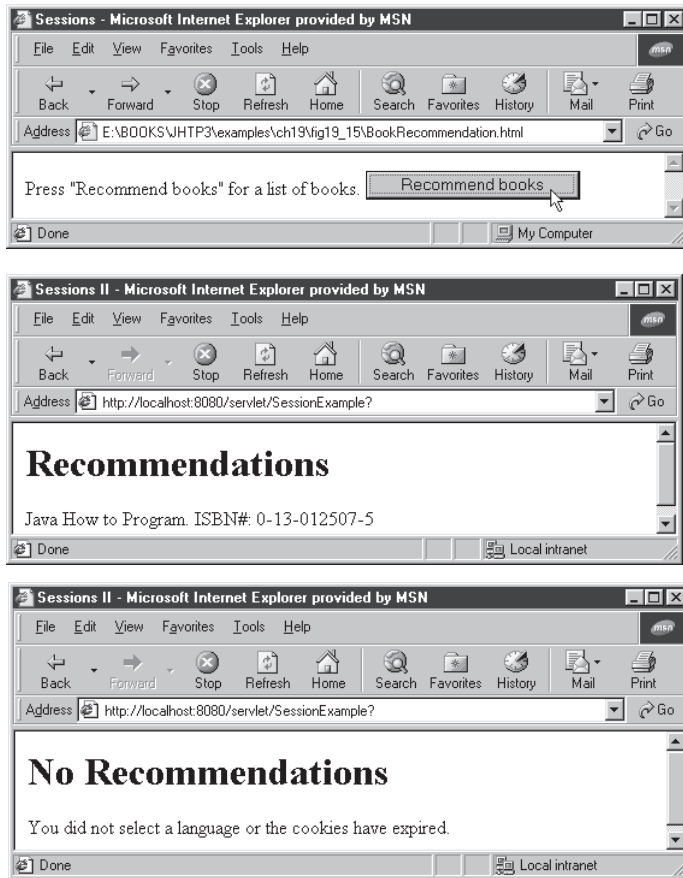 Sessions - Microsoft Internet Explorer provided by MSN
File Edit View Favorites Tools Help
msn
Back Forward Stop Refresh Home Search Favorites History Mail Print
Address E:\BOOKS\JHTP3\examples\ch19\fig19_15\BookRecommendation.html Go
Press "Recommend books" for a list of books. Recommend books
Done My Computer
Sessions II - Microsoft Internet Explorer provided by MSN
File Edit View Favorites Tools Help
msn
Back Forward Stop Refresh Home Search Favorites History Mail Print
Address http://localhost:8080/servlet/SessionExample? Go
Recommendations
Java How to Program. ISBN#: 0-13-012507-5
Done Local intranet
Sessions II - Microsoft Internet Explorer provided by MSN
File Edit View Favorites Tools Help
msn
Back Forward Stop Refresh Home Search Favorites History Mail Print
Address http://localhost:8080/servlet/SessionExample? Go
No Recommendations
You did not select a language or the cookies have expired.
Done Local intranet